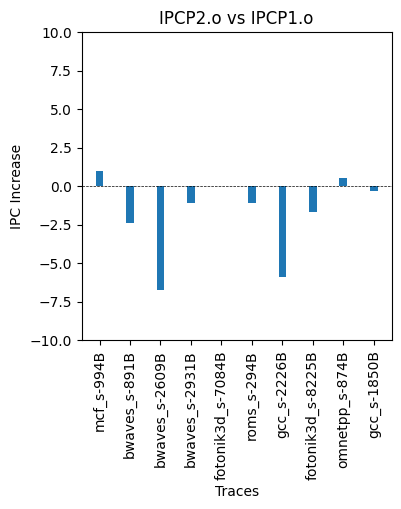 IPCP2.o vs IPCP1.o
10.0
7.5
5.0
2.5
0.0
−2.5
−5.0
−7.5
−10.0
IPC Increase
mcf_s-994B
bwaves_s-891B
bwaves_s-2609B
bwaves_s-2931B
fotonik3d_s-7084B
roms_s-294B
gcc_s-2226B
fotonik3d_s-8225B
omnetpp_s-874B
gcc_s-1850B
Traces